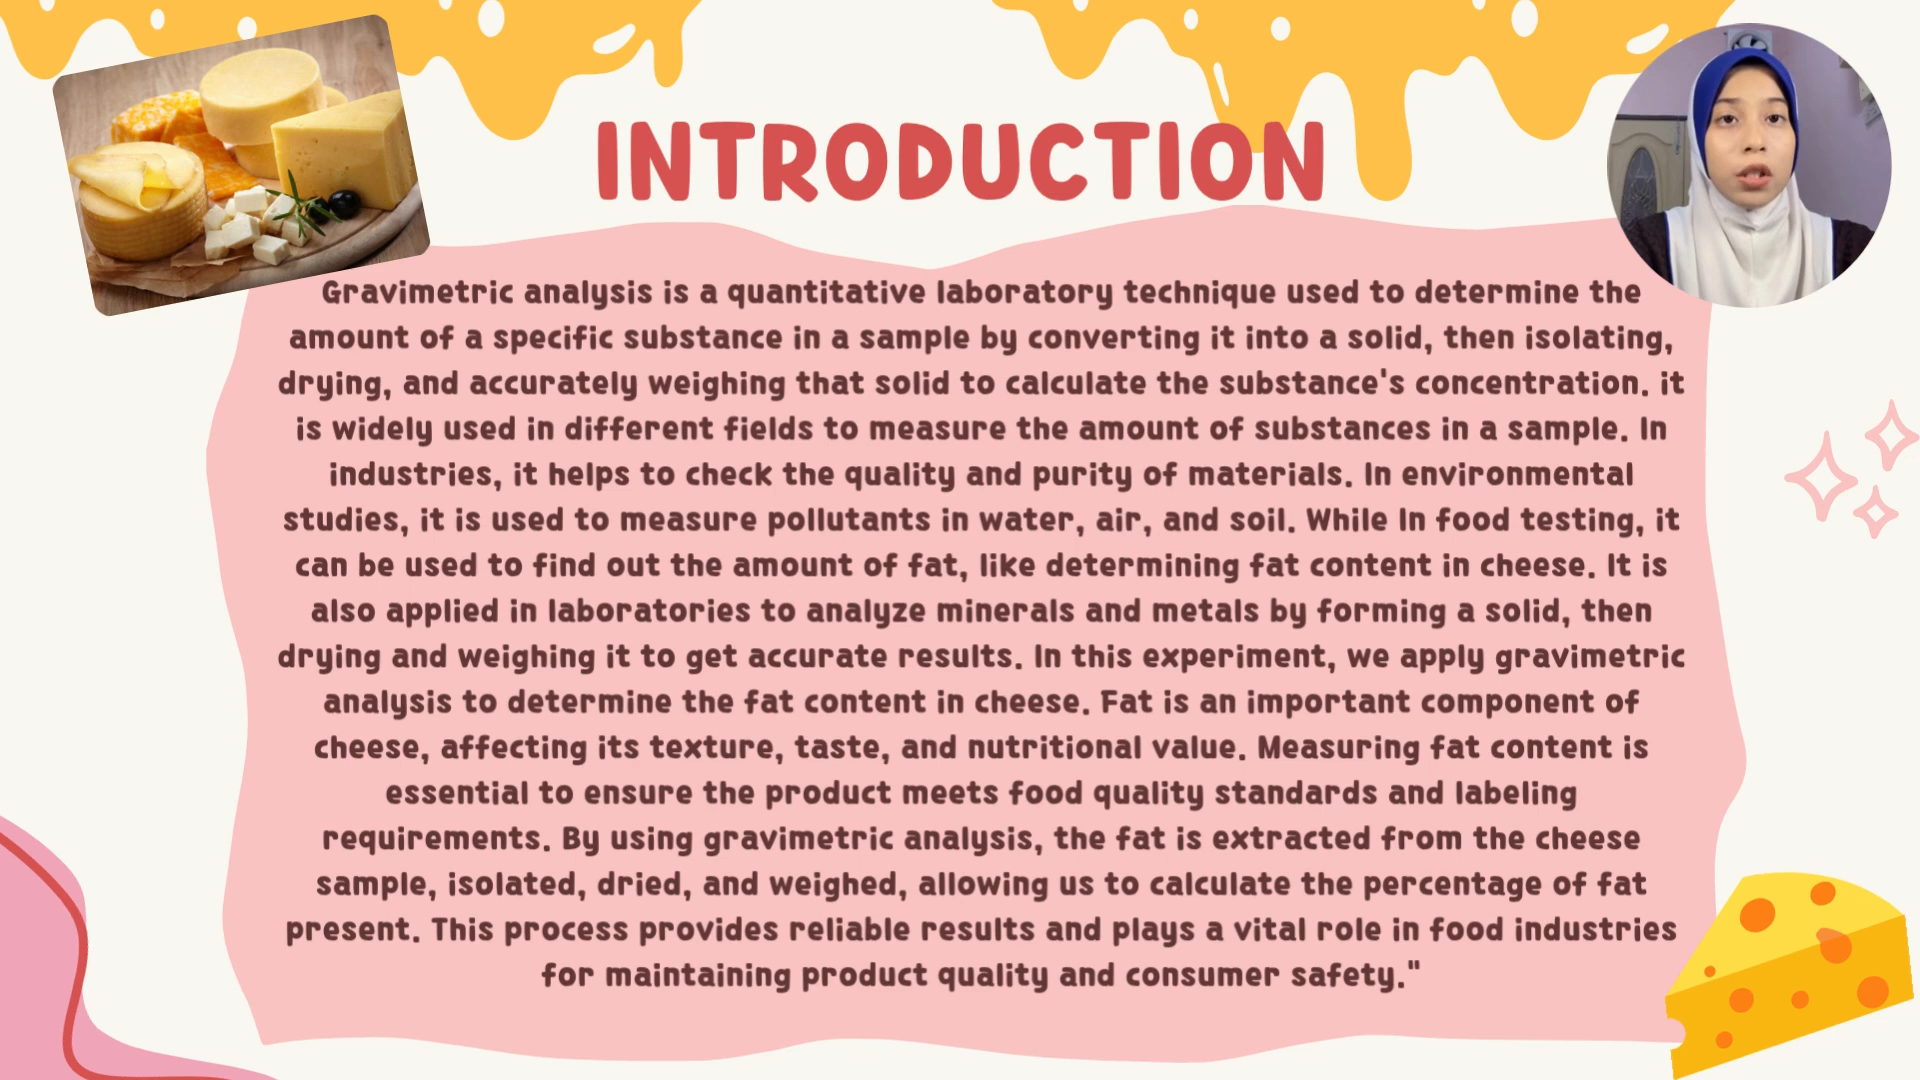 INTRODUCTION
Gravimetric analysis is a quantitative laboratory technique used to determine the
amount of a specific substance in a sample by converting it into a solid, then isolating,
drying, and accurately weighing that solid to calculate the substance's concentration. it
is widely used in different fields to measure the amount of substances in a sample. In
industries, it helps to check the quality and purity of materials. In environmental
studies, it is used to measure pollutants in water, air, and soil. While In food testing, it
can be used to find out the amount of fat, like determining fat content in cheese. It is
also applied in laboratories to analyze minerals and metals by forming a solid, then
drying and weighing it to get accurate results. In this experiment, we apply gravimetric
analysis to determine the fat content in cheese. Fat is an important component of
cheese, affecting its texture, taste, and nutritional value. Measuring fat content is
essential to ensure the product meets food quality standards and labeling
requirements. By using gravimetric analysis, the fat is extracted from the cheese
sample, isolated, dried, and weighed, allowing us to calculate the percentage of fat
present. This process provides reliable results and plays a vital role in food industries
for maintaining product quality and consumer safety."